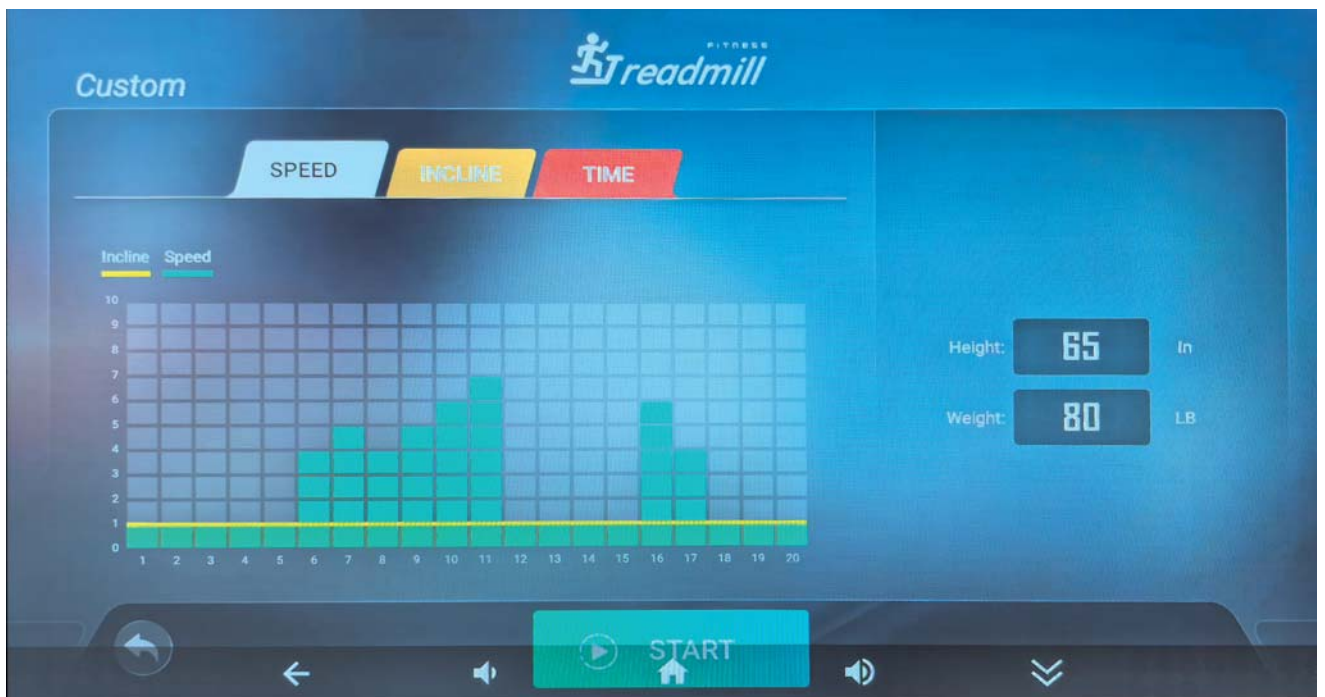 FITNESS
Treadmill
Custom
SPEED INCLINE TIME
Incline Speed
10
9
8
7
6
5
4
3
2
1
0
1 2 3 4 5 6 7 8 9 10 11 12 13 14 15 16 17 18 19 20
Height: 65 In
Weight: 80 LB
START